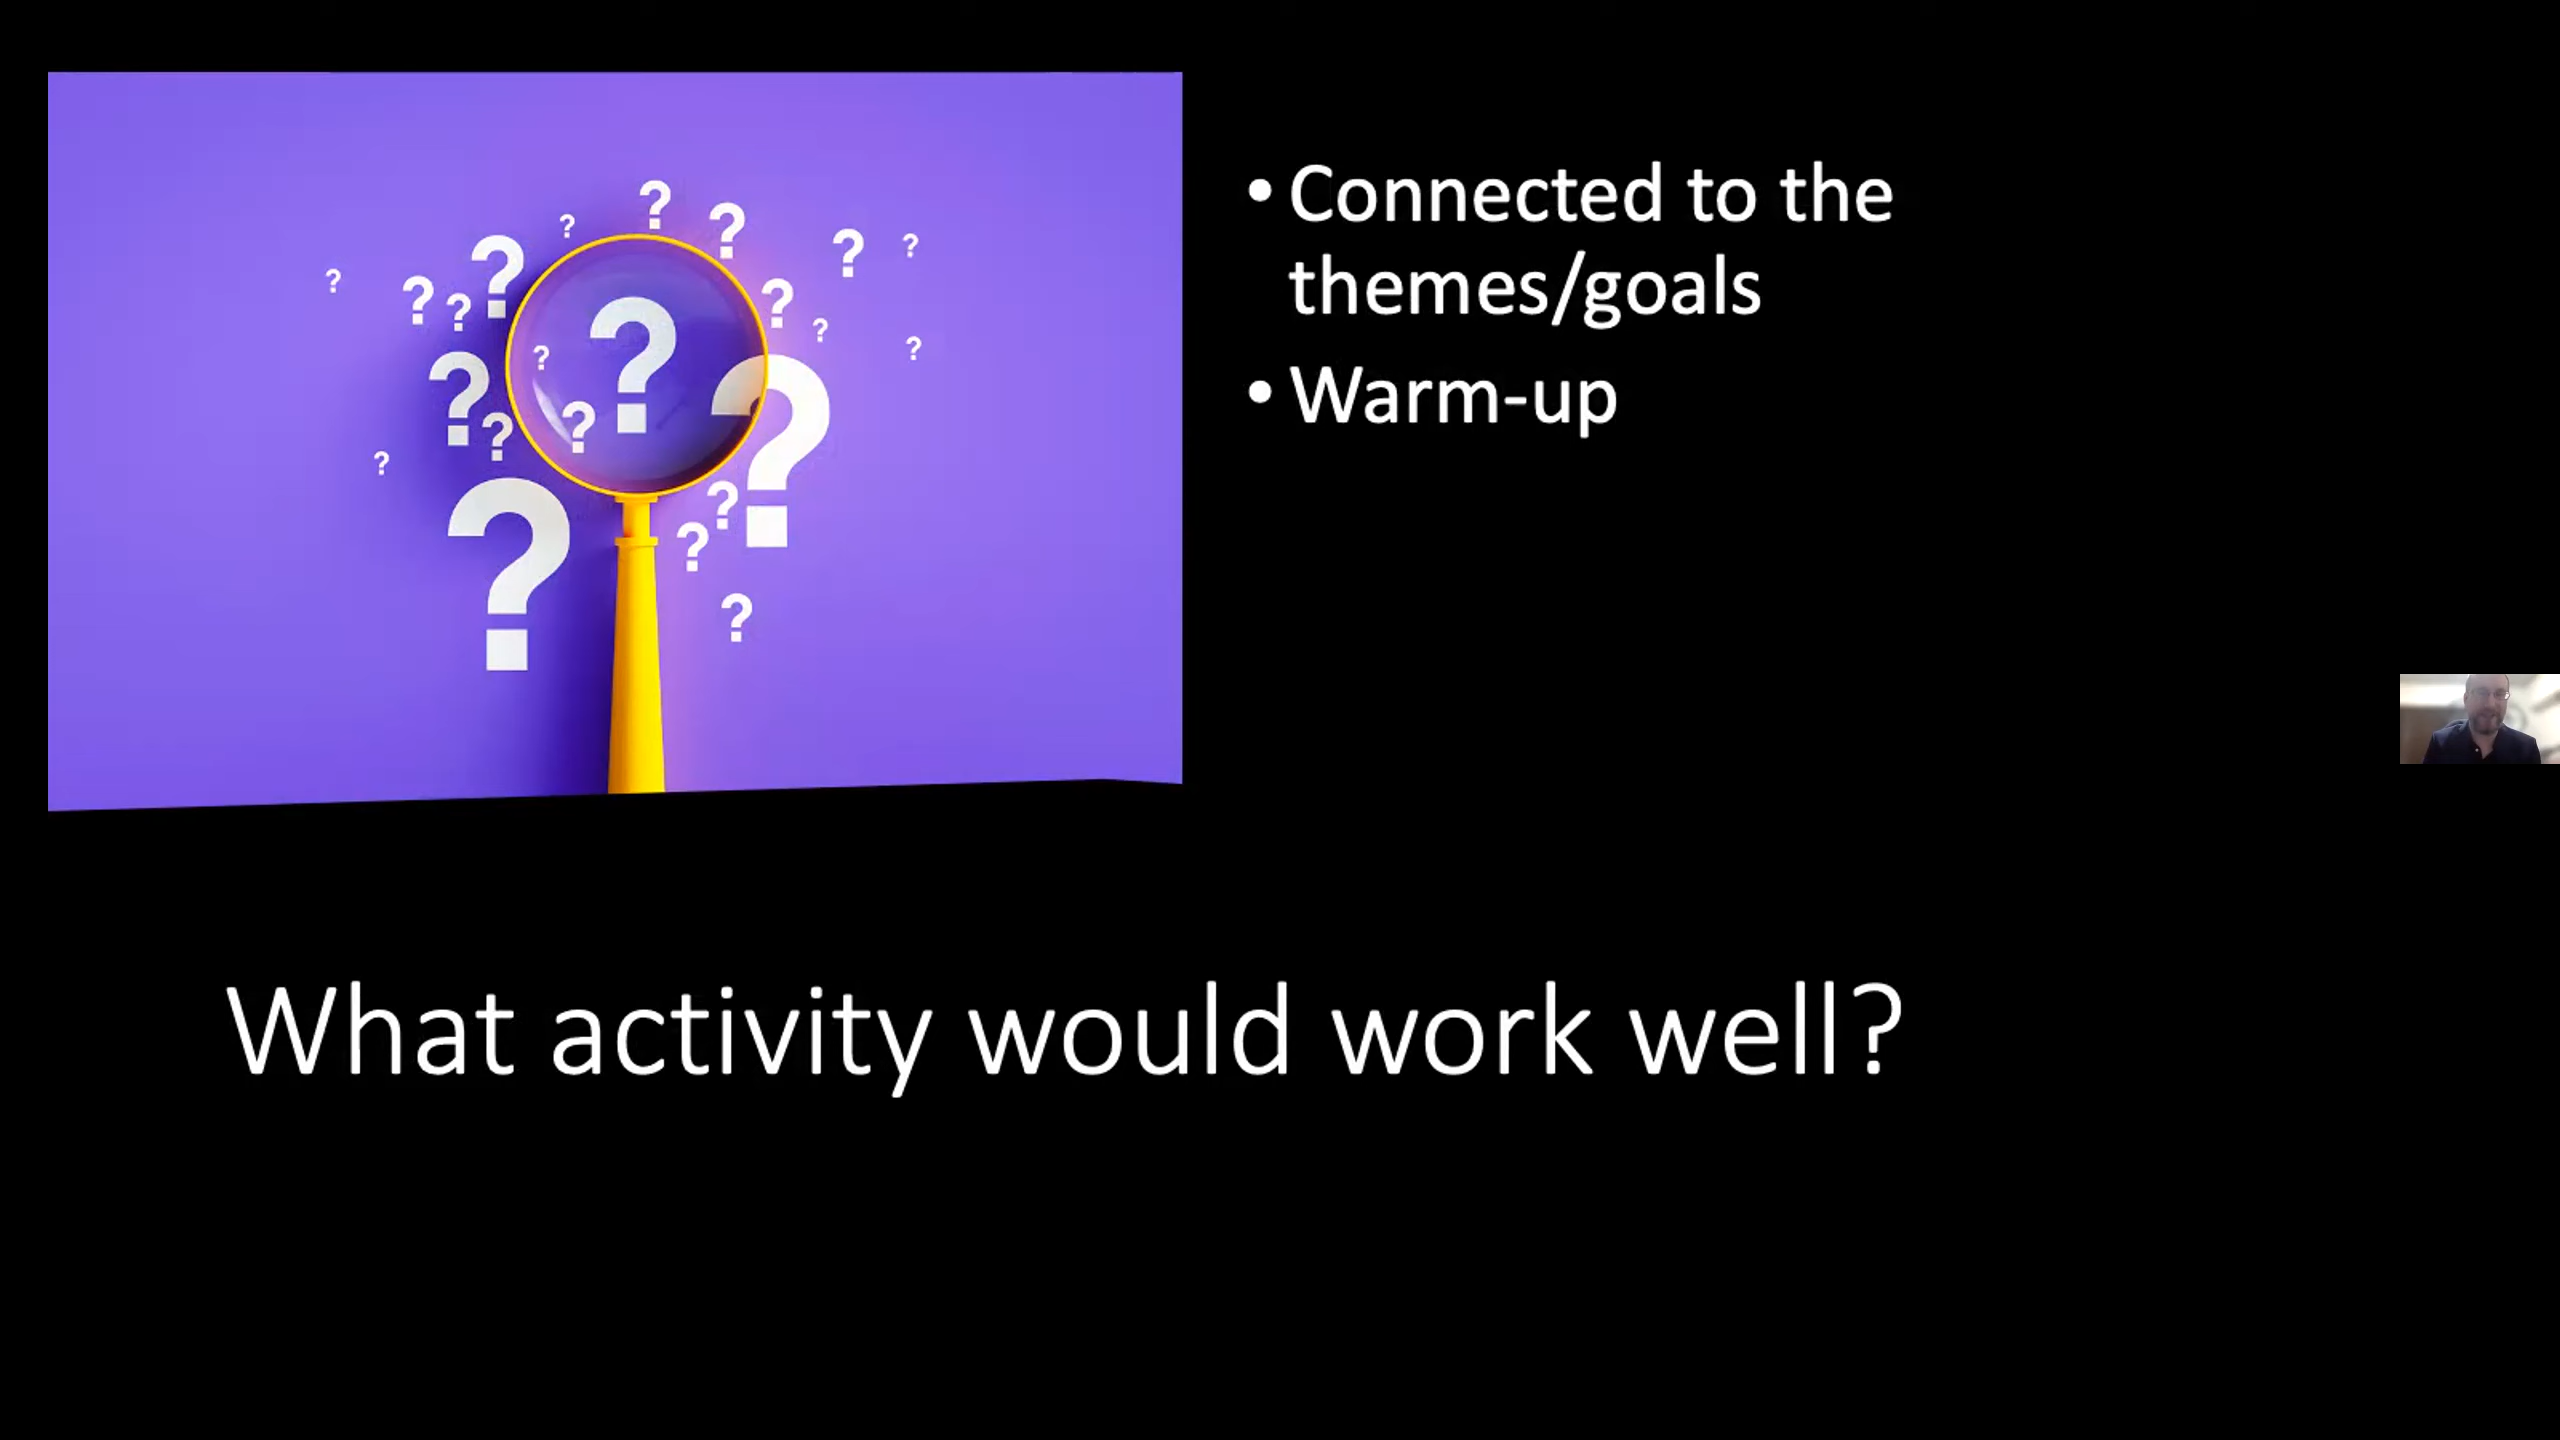 • Connected to the
themes/goals
• Warm-up
What activity would work well?